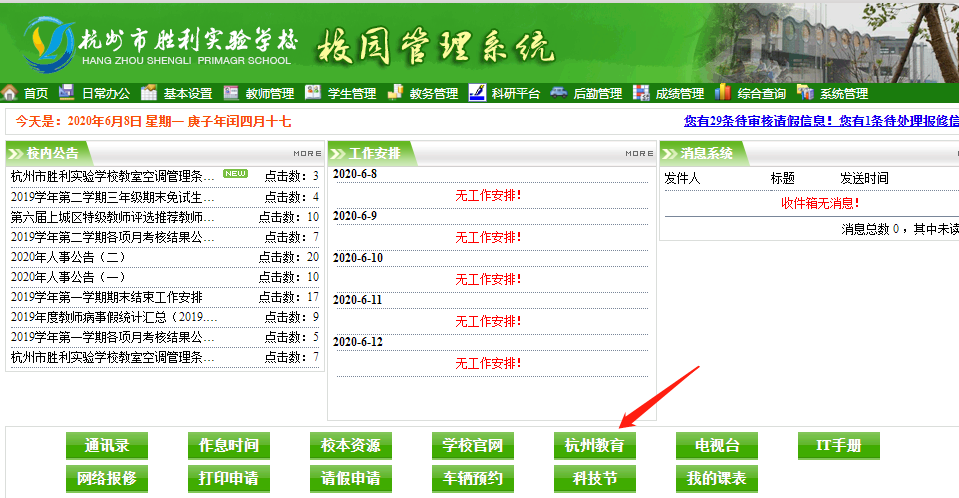 杭州市胜利实验学校
HANG ZHOU SHENGLI PRIMAGR SCHOOL
校园管理系统
首页 日常办公 基本设置 教师管理 学生管理 教务管理 科研平台 后勤管理 成绩管理 综合查询 系统管理
今天是：2020年6月8日 星期一 庚子年闰四月十七
您有29条待审核请假信息！您有1条待处理报修信
校内公告 MORE
杭州市胜利实验学校教室空调管理条... NEW 点击数：3
2019学年第二学期三年级期末免试生... 点击数：4
第六届上城区特级教师评选推荐教师... 点击数：10
2019学年第二学期各项月考核结果公... 点击数：7
2020年人事公告（二） 点击数：20
2020年人事公告（一） 点击数：10
2019学年第一学期期末结束工作安排 点击数：17
2019年度教师病事假统计汇总（2019.... 点击数：9
2019学年第一学期各项月考核结果公... 点击数：5
杭州市胜利实验学校教室空调管理条... 点击数：7
工作安排 MORE
2020-6-8
无工作安排！
2020-6-9
无工作安排！
2020-6-10
无工作安排！
2020-6-11
无工作安排！
2020-6-12
无工作安排！
消息系统
发件人 标题 发送时间
收件箱无消息！
消息总数 0 ，其中未读
通讯录 作息时间 校本资源 学校官网 杭州教育 电视台 IT手册
网络报修 打印申请 请假申请 车辆预约 科技节 我的课表